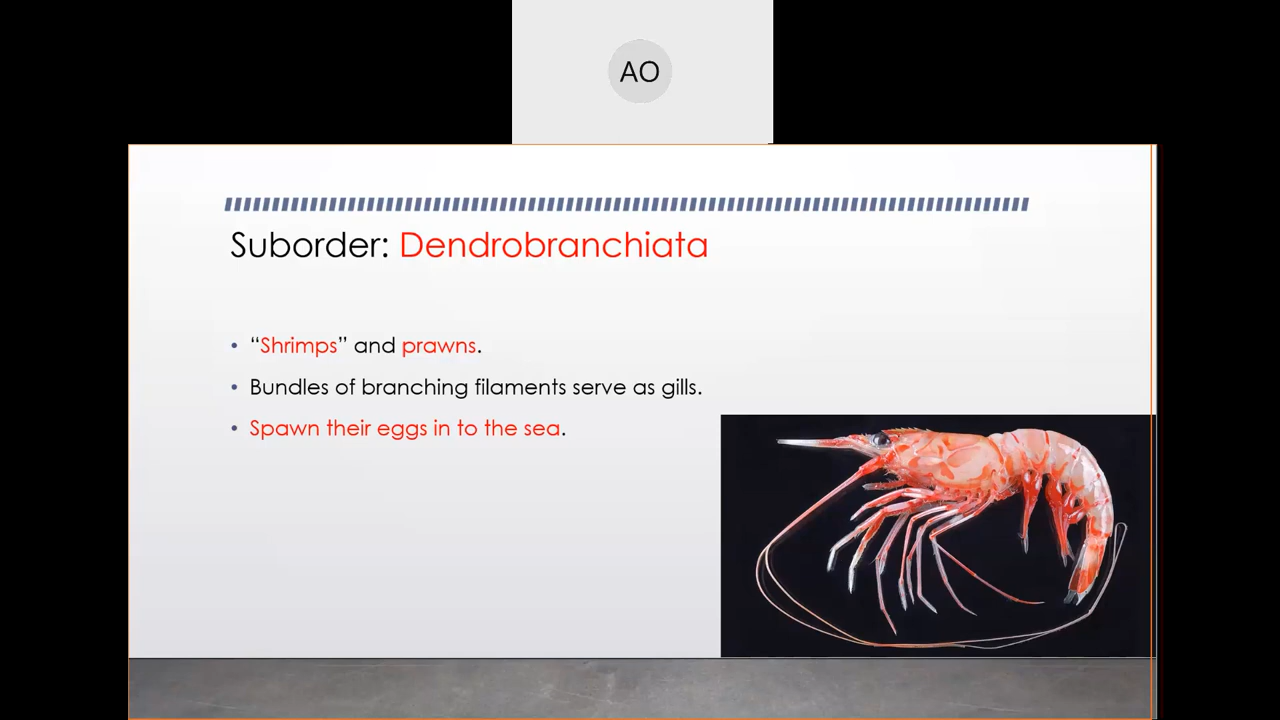 AO
Suborder: Dendrobranchiata
• “Shrimps” and prawns.
• Bundles of branching filaments serve as gills.
• Spawn their eggs in to the sea.